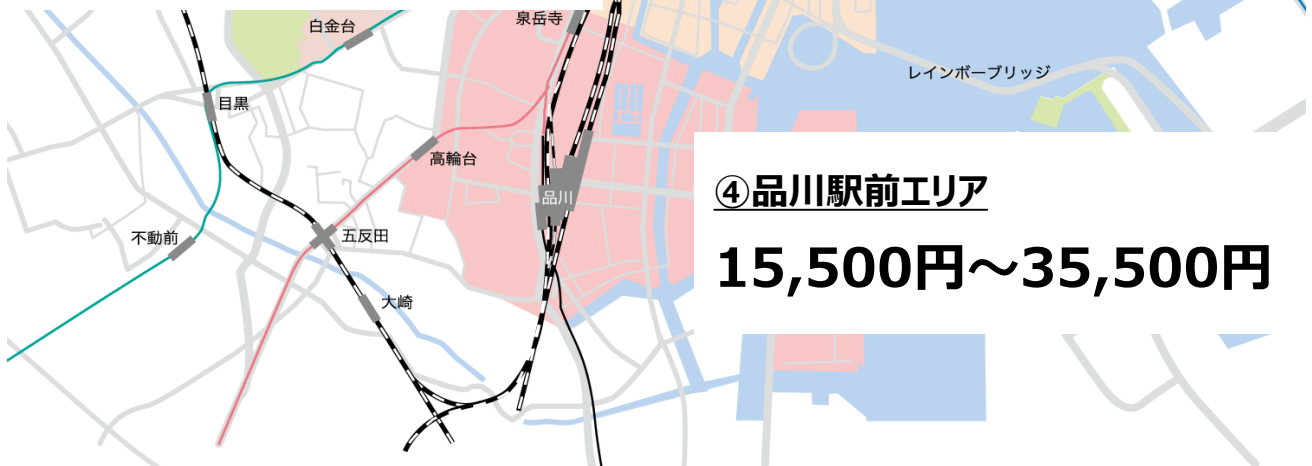 泉岳寺
白金台
レインボーブリッジ
目黒
高輪台
④品川駅前エリア
品川
不動前
五反田
15,500円～35,500円
大崎